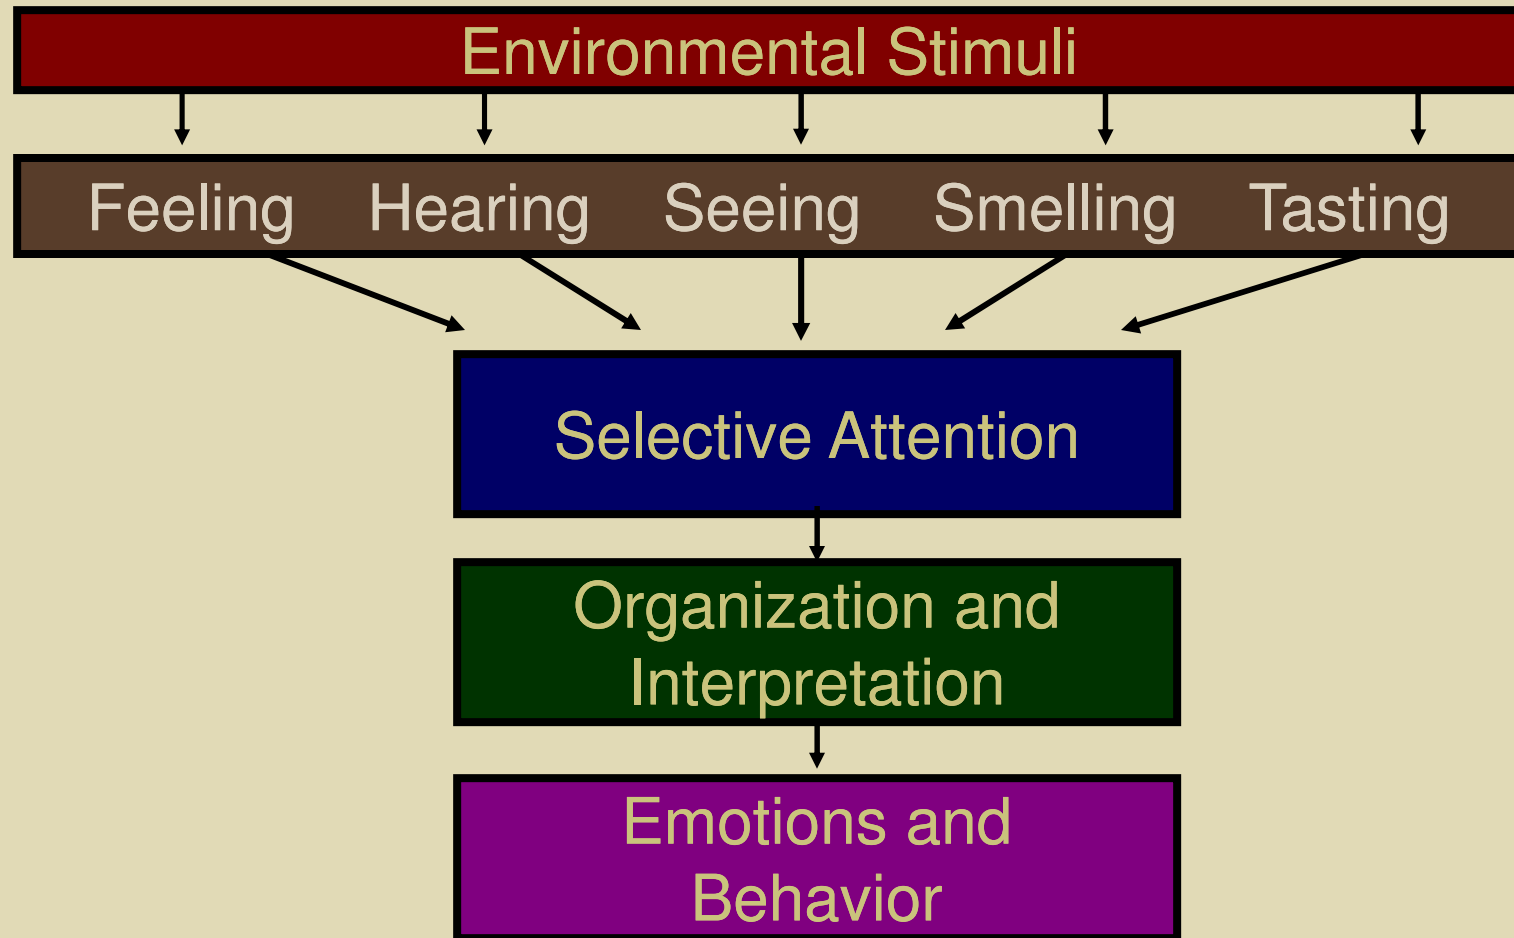 Environmental Stimuli
Feeling Hearing Seeing Smelling Tasting
Selective Attention
Organization and
Interpretation
Emotions and
Behavior